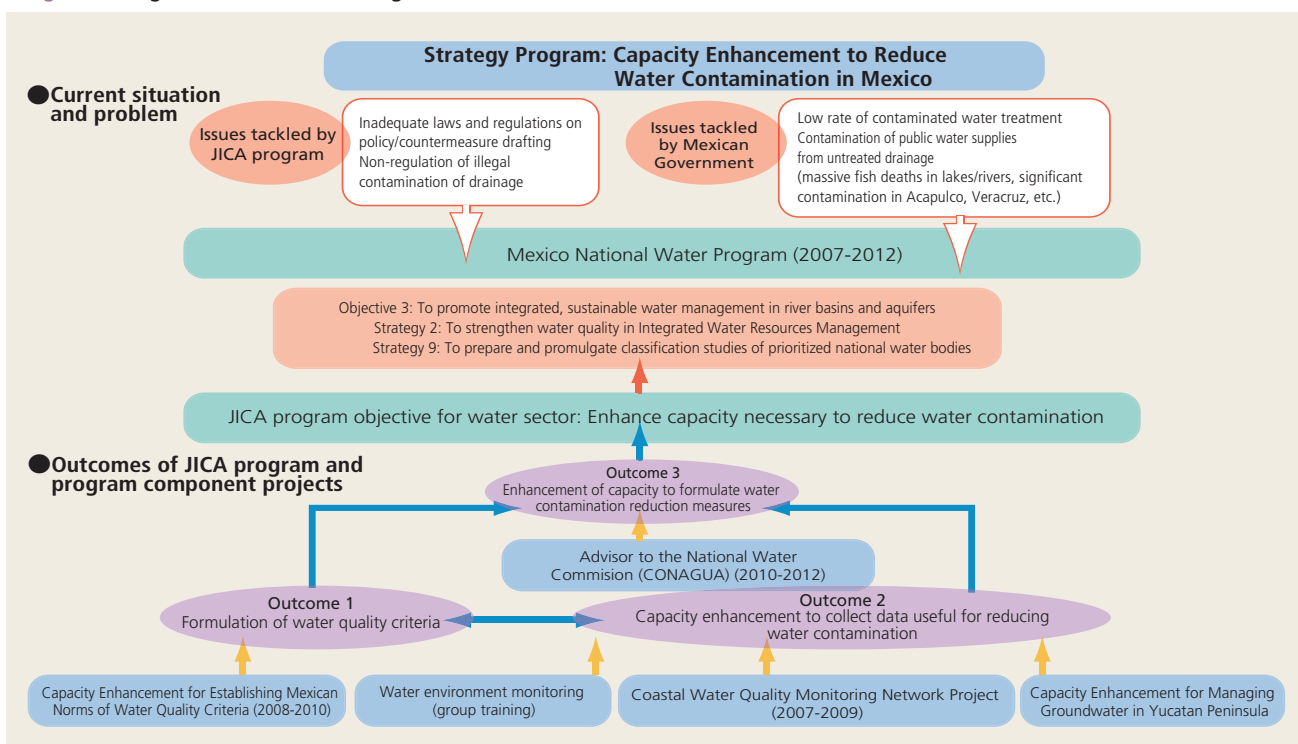 Strategy Program: Capacity Enhancement to Reduce
Water Contamination in Mexico
●Current situation
and problem
Issues tackled by
JICA program
Inadequate laws and regulations on
policy/countermeasure drafting
Non-regulation of illegal
contamination of drainage
Issues tackled
by Mexican
Government
Low rate of contaminated water treatment
Contamination of public water supplies
from untreated drainage
(massive fish deaths in lakes/rivers, significant
contamination in Acapulco, Veracruz, etc.)
Mexico National Water Program (2007-2012)
Objective 3: To promote integrated, sustainable water management in river basins and aquifers
Strategy 2: To strengthen water quality in Integrated Water Resources Management
Strategy 9: To prepare and promulgate classification studies of prioritized national water bodies
JICA program objective for water sector: Enhance capacity necessary to reduce water contamination
●Outcomes of JICA program and
program component projects
Outcome 3
Enhancement of capacity to formulate water
contamination reduction measures
Advisor to the National Water
Commision (CONAGUA) (2010-2012)
Outcome 1
Formulation of water quality criteria
Outcome 2
Capacity enhancement to collect data useful for reducing
water contamination
Capacity Enhancement for Establishing Mexican
Norms of Water Quality Criteria (2008-2010)
Water environment monitoring
(group training)
Coastal Water Quality Monitoring Network Project
(2007-2009)
Capacity Enhancement for Managing
Groundwater in Yucatan Peninsula